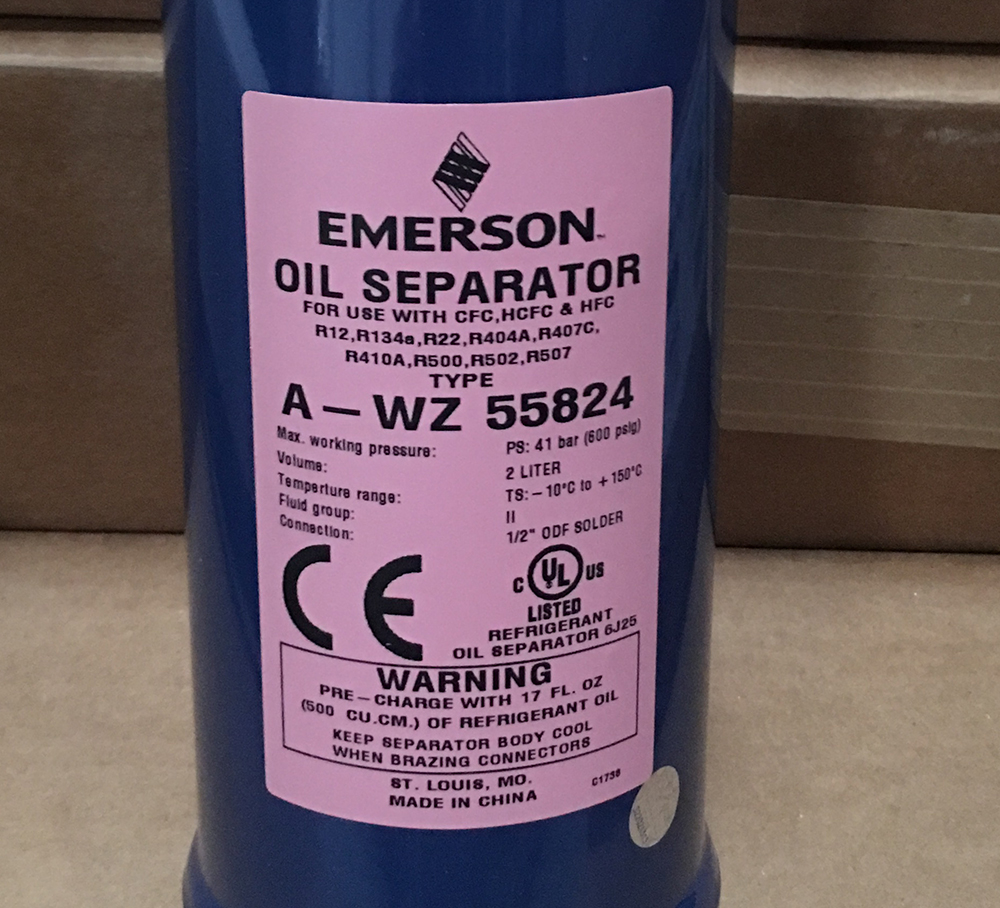 EMERSON
OIL SEPARATOR
FOR USE WITH CFC,HCFC & HFC
R12,R134a,R22,R404A,R407C,
R410A,R500,R502,R507
TYPE
A—WZ 55824
Max. working pressure: PS: 41 bar (600 psig)
Volume: 2 LITER
Temperture range: TS:–10°C to +150°C
Fluid group: II
Connection: 1/2" ODF SOLDER
CE
C UL US
LISTED
REFRIGERANT
OIL SEPARATOR 6J25
WARNING
PRE–CHARGE WITH 17 FL. OZ
(500 CU.CM.) OF REFRIGERANT OIL
KEEP SEPARATOR BODY COOL
WHEN BRAZING CONNECTORS
ST. LOUIS, MO.
MADE IN CHINA